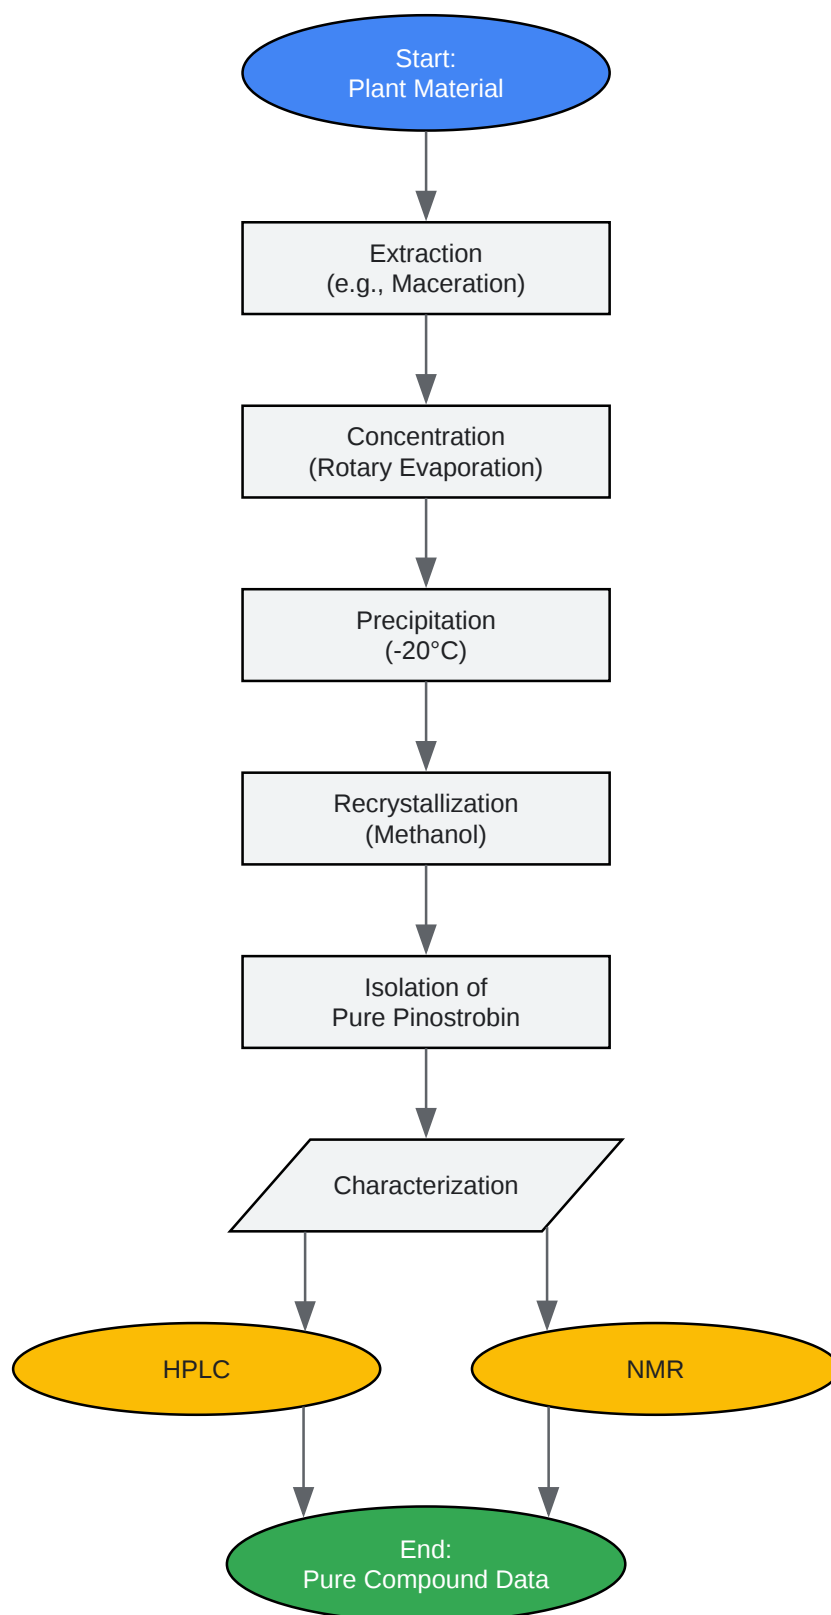 Start:
Plant Material
Extraction
(e.g., Maceration)
Concentration
(Rotary Evaporation)
Precipitation
(-20°C)
Recrystallization
(Methanol)
Isolation of
Pure Pinostrobin
Characterization
HPLC
NMR
End:
Pure Compound Data